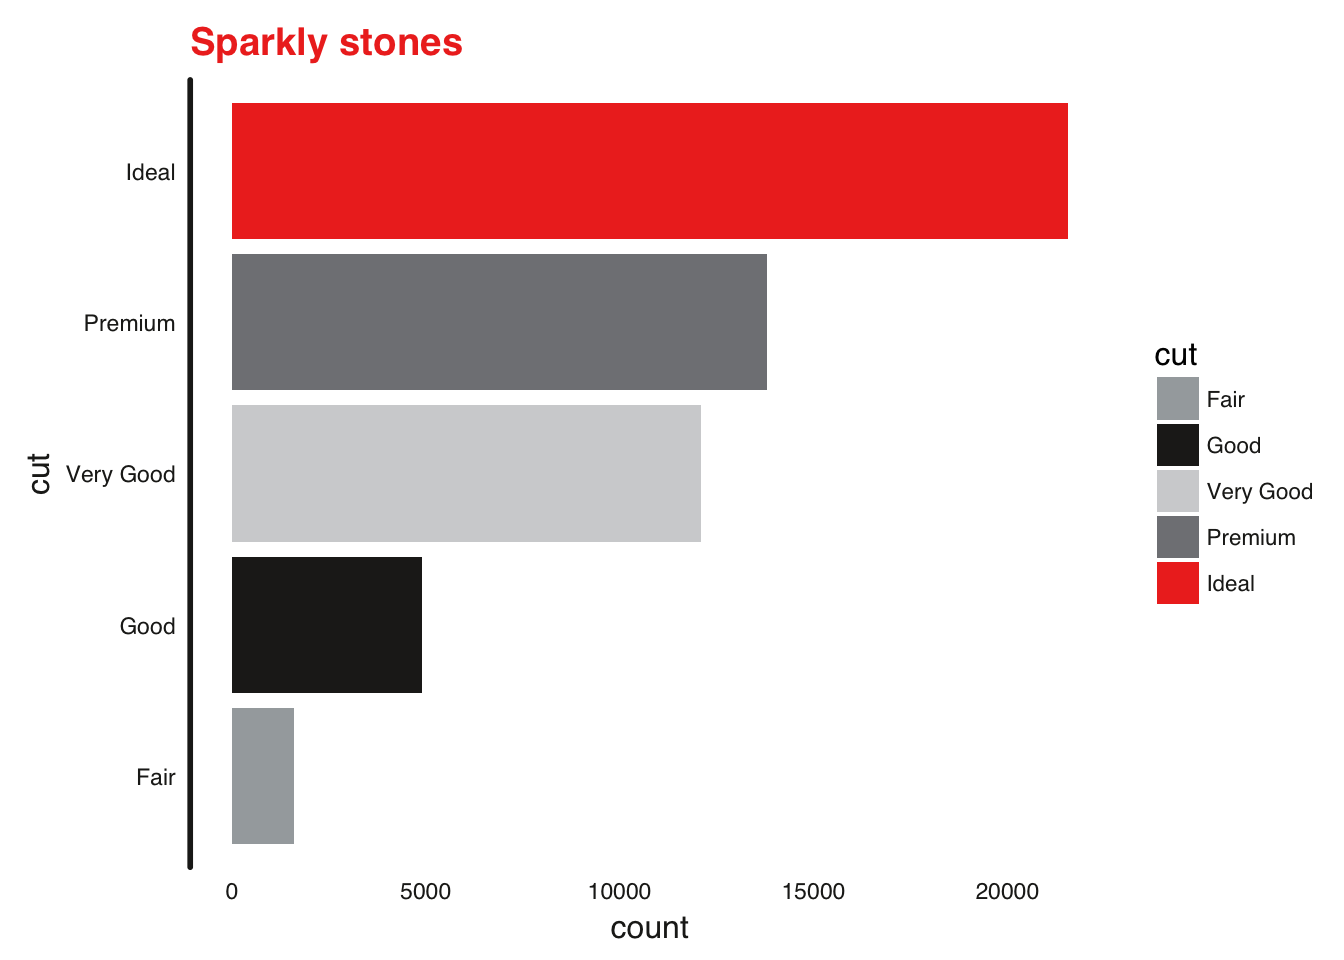 Sparkly stones
Ideal
Premium
Very Good
Good
Fair
cut
0 5000 10000 15000 20000
count
cut
Fair
Good
Very Good
Premium
Ideal